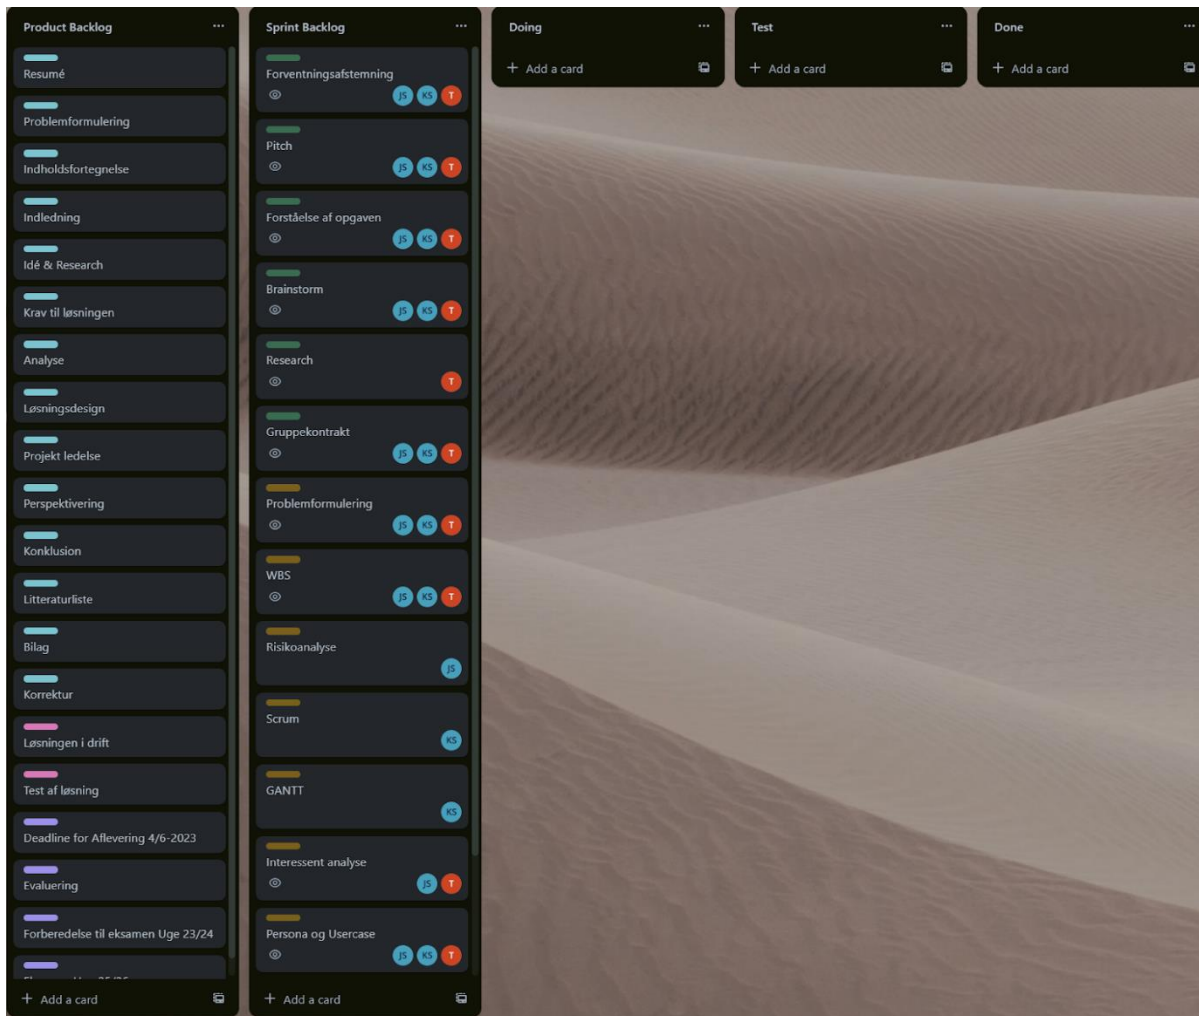 Product Backlog
Resumé
Problemformulering
Indholdsfortegnelse
Indledning
Idé & Research
Krav til løsningen
Analyse
Løsningsdesign
Projekt ledelse
Perspektivering
Konklusion
Litteraturliste
Bilag
Korrektur
Løsningen i drift
Test af løsning
Deadline for Aflevering 4/6-2023
Evaluering
Forberedelse til eksamen Uge 23/24
+ Add a card
Sprint Backlog
Forventningsafstemning
JS KS T
Pitch
JS KS T
Forståelse af opgaven
JS KS T
Brainstorm
JS KS T
Research
T
Gruppekontrakt
JS KS T
Problemformulering
JS KS T
WBS
JS KS T
Risikoanalyse
JS
Scrum
KS
GANTT
KS
Interessent analyse
JS T
Persona og Usercase
JS KS T
+ Add a card
Doing
+ Add a card
Test
+ Add a card
Done
+ Add a card